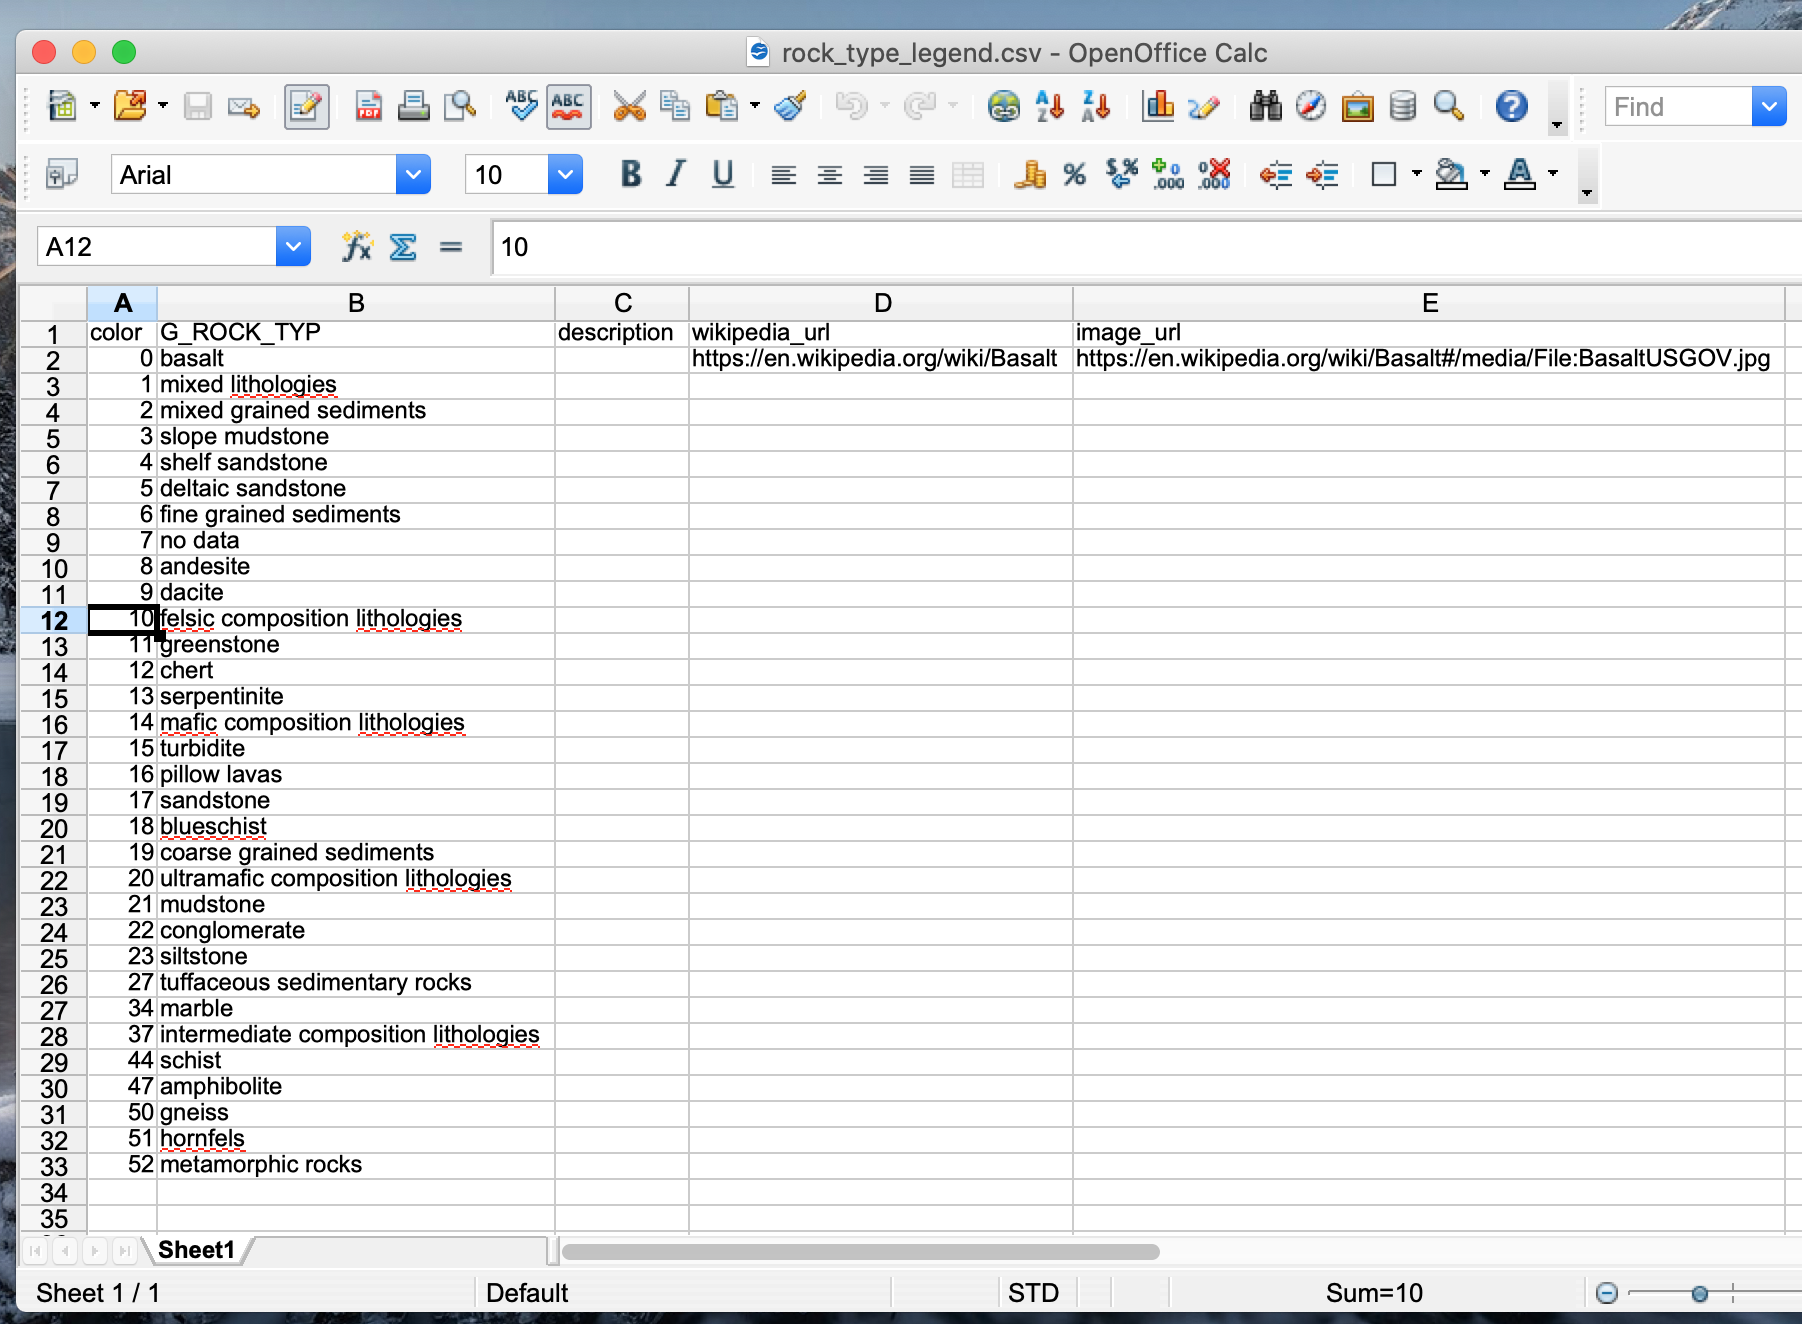 rock_type_legend.csv - OpenOffice Calc
PDF ABC ABC A Z Z A ? Find
Arial 10 B I U % $ % .000 .000 A
A12 fx Σ = 10
A B C D E
1 color G_ROCK_TYP description wikipedia_url image_url
2 0 basalt https://en.wikipedia.org/wiki/Basalt https://en.wikipedia.org/wiki/Basalt#/media/File:BasaltUSGOV.jpg
3 1 mixed lithologies
4 2 mixed grained sediments
5 3 slope mudstone
6 4 shelf sandstone
7 5 deltaic sandstone
8 6 fine grained sediments
9 7 no data
10 8 andesite
11 9 dacite
12 10 felsic composition lithologies
13 11 greenstone
14 12 chert
15 13 serpentinite
16 14 mafic composition lithologies
17 15 turbidite
18 16 pillow lavas
19 17 sandstone
20 18 blueschist
21 19 coarse grained sediments
22 20 ultramafic composition lithologies
23 21 mudstone
24 22 conglomerate
25 23 siltstone
26 27 tuffaceous sedimentary rocks
27 34 marble
28 37 intermediate composition lithologies
29 44 schist
30 47 amphibolite
31 50 gneiss
32 51 hornfels
33 52 metamorphic rocks
34
35
Sheet1
Sheet 1 / 1 Default STD Sum=10